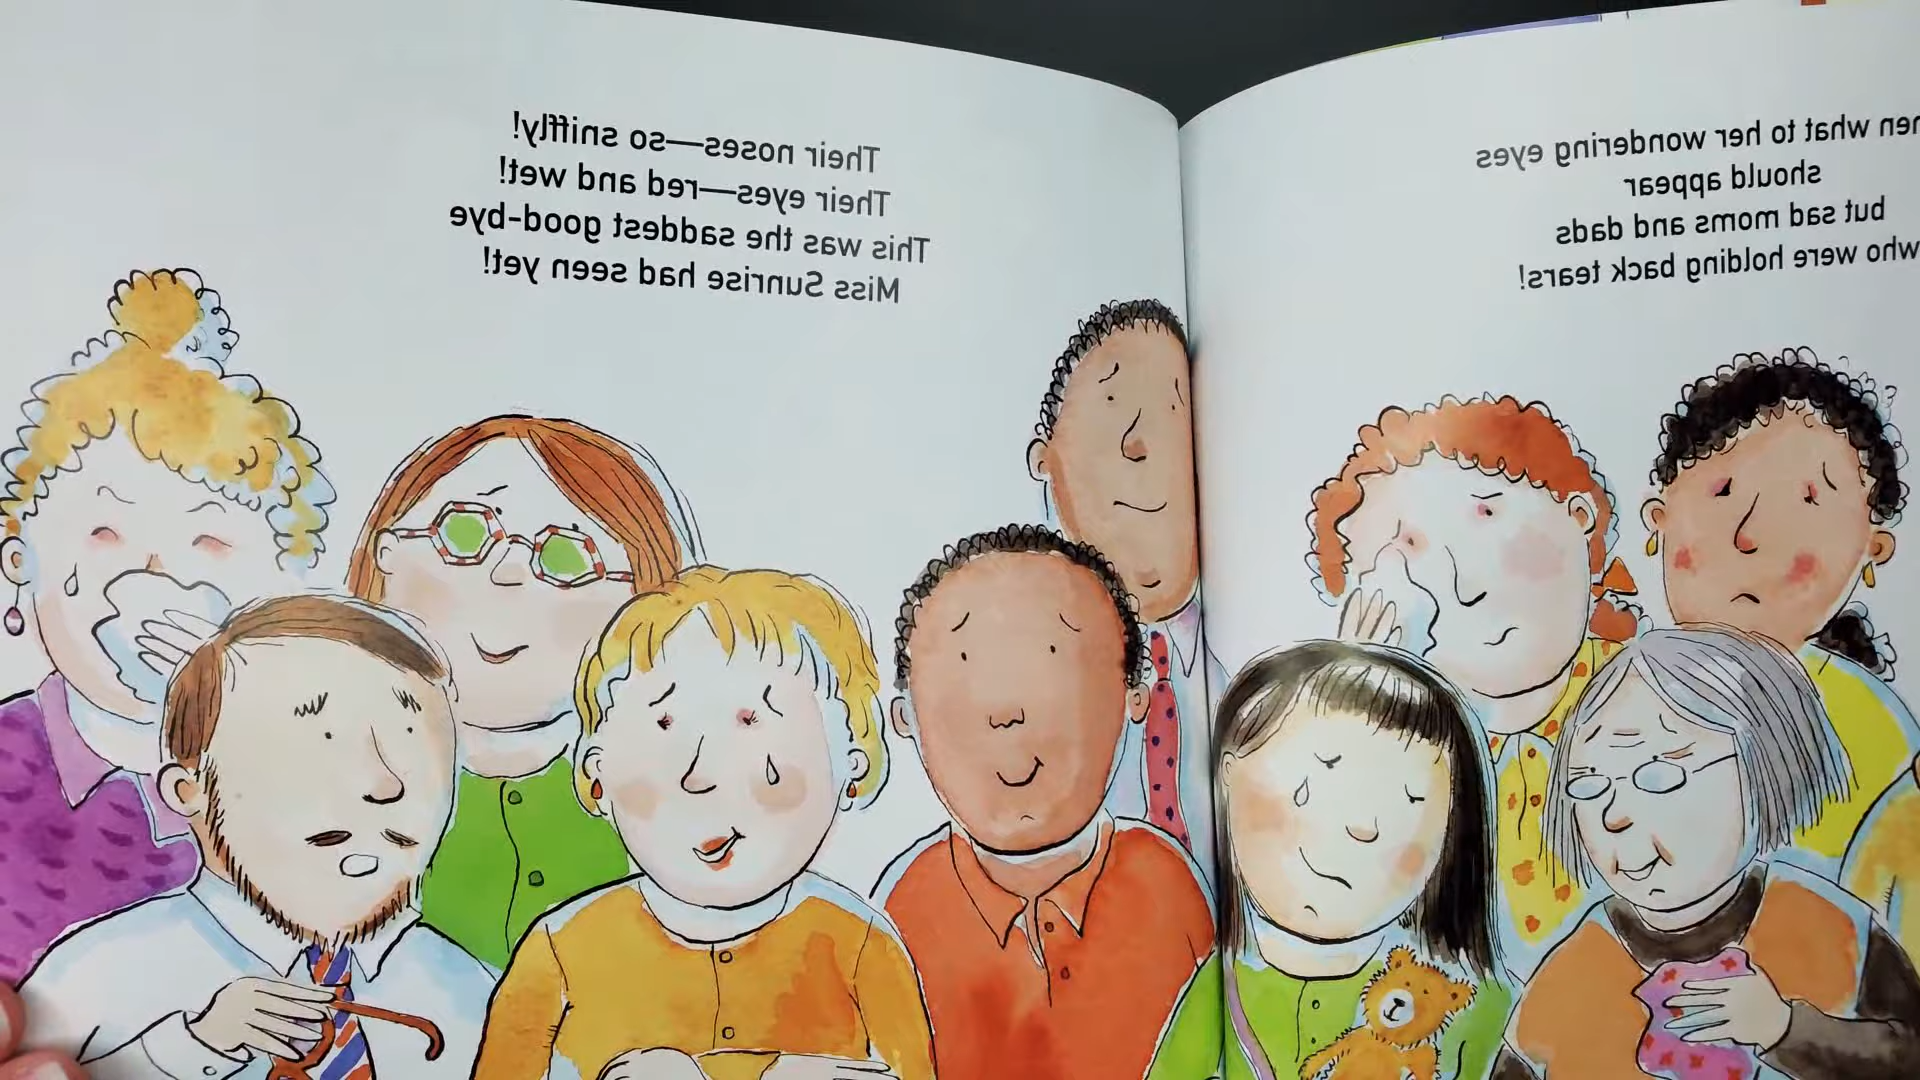 what to her wondering eyes
should appear
but sad moms and dads
who were holding back tears!
Their noses—so sniffly!
Their eyes—red and wet!
This was the saddest good-bye
Miss Sunrise had seen yet!